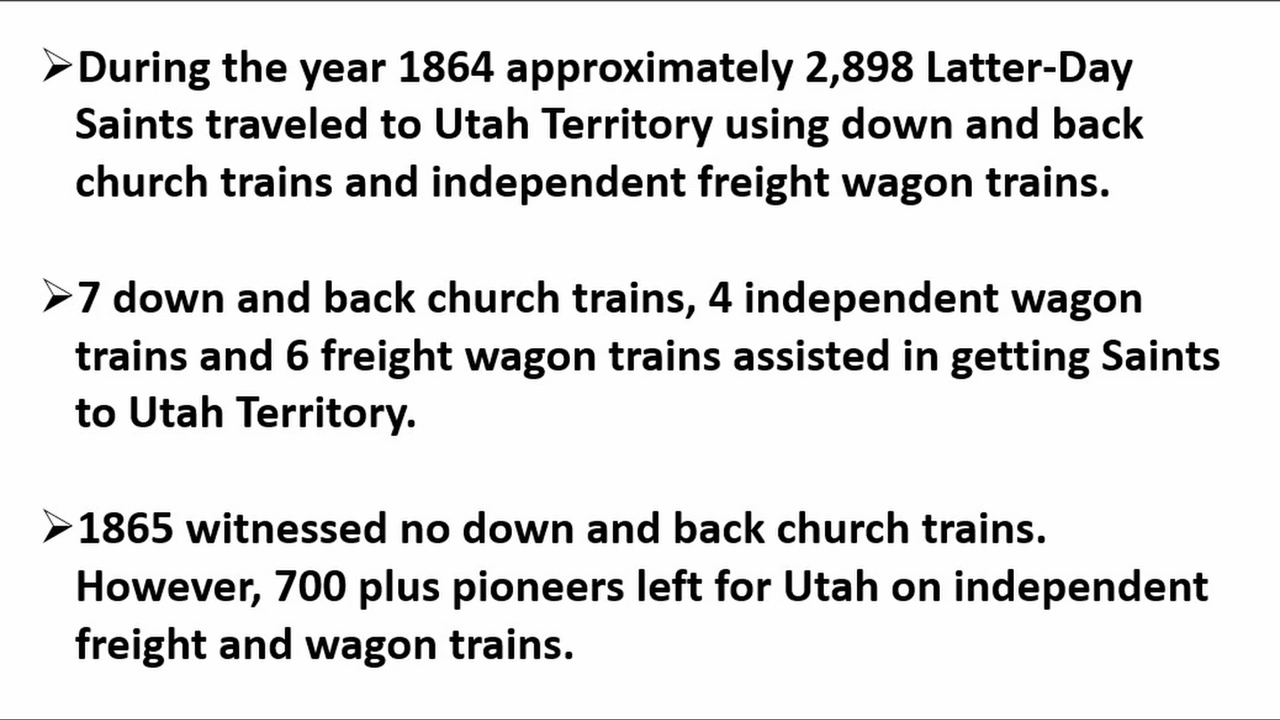 ➢During the year 1864 approximately 2,898 Latter-Day
Saints traveled to Utah Territory using down and back
church trains and independent freight wagon trains.
➢7 down and back church trains, 4 independent wagon
trains and 6 freight wagon trains assisted in getting Saints
to Utah Territory.
➢1865 witnessed no down and back church trains.
However, 700 plus pioneers left for Utah on independent
freight and wagon trains.